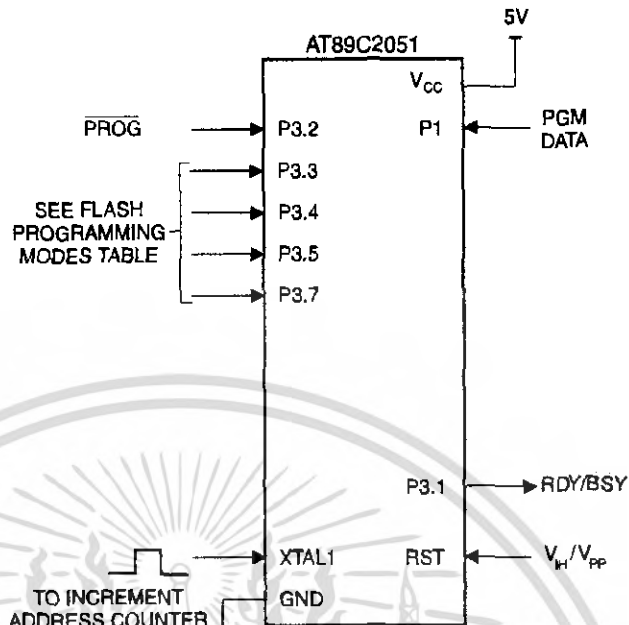 5V
AT89C2051
VCC
PROG
P3.2
P1
PGM
DATA
P3.3
SEE FLASH
PROGRAMMING
MODES TABLE
P3.4
P3.5
P3.7
P3.1
RDY/BSY
XTAL1
RST
VIH/VPP
TO INCREMENT
ADDRESS COUNTER
GND